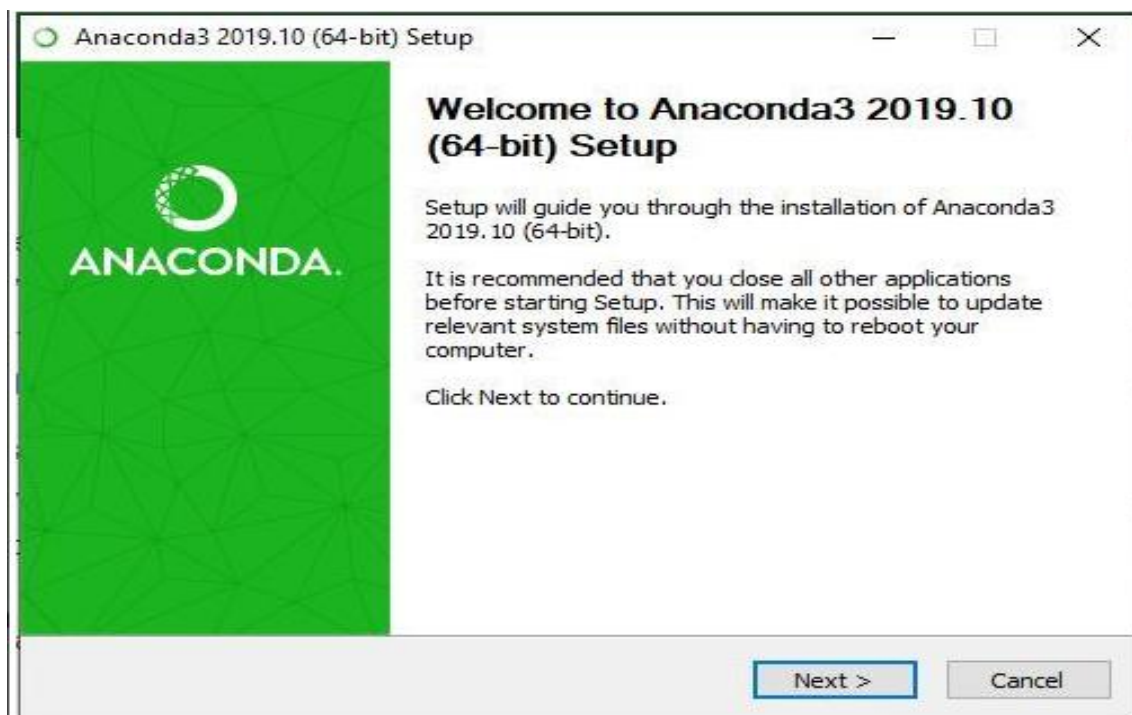 Anaconda3 2019.10 (64-bit) Setup
ANACONDA.
Welcome to Anaconda3 2019.10
(64-bit) Setup
Setup will guide you through the installation of Anaconda3
2019.10 (64-bit).
It is recommended that you close all other applications
before starting Setup. This will make it possible to update
relevant system files without having to reboot your
computer.
Click Next to continue.
Next >
Cancel